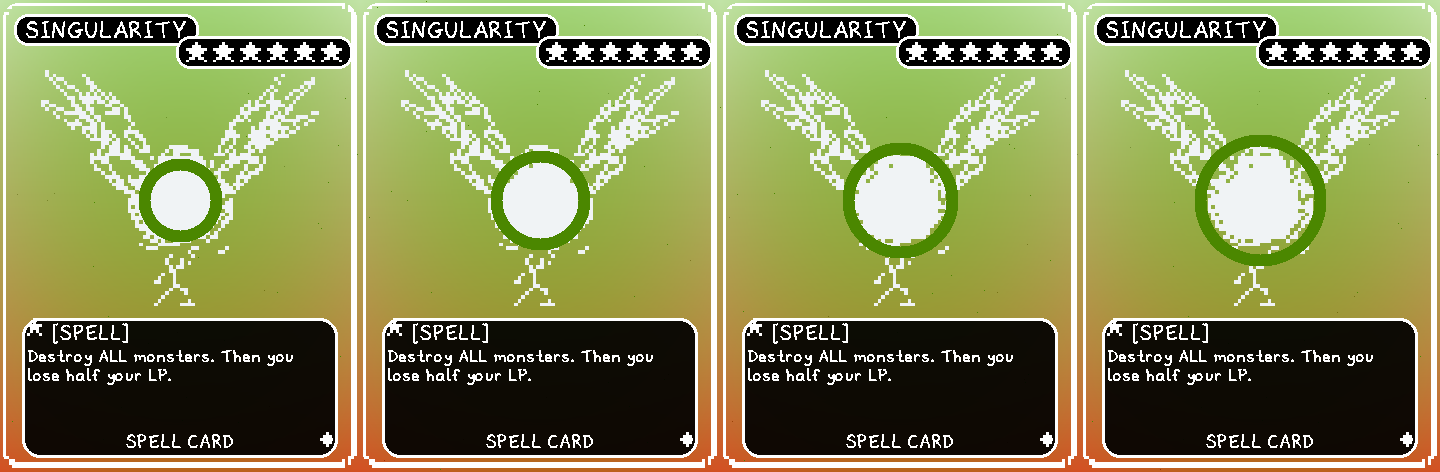 SINGULARITY
[SPELL]
Destroy ALL monsters. Then you
lose half your LP.
SPELL CARD
SINGULARITY
[SPELL]
Destroy ALL monsters. Then you
lose half your LP.
SPELL CARD
SINGULARITY
[SPELL]
Destroy ALL monsters. Then you
lose half your LP.
SPELL CARD
SINGULARITY
[SPELL]
Destroy ALL monsters. Then you
lose half your LP.
SPELL CARD